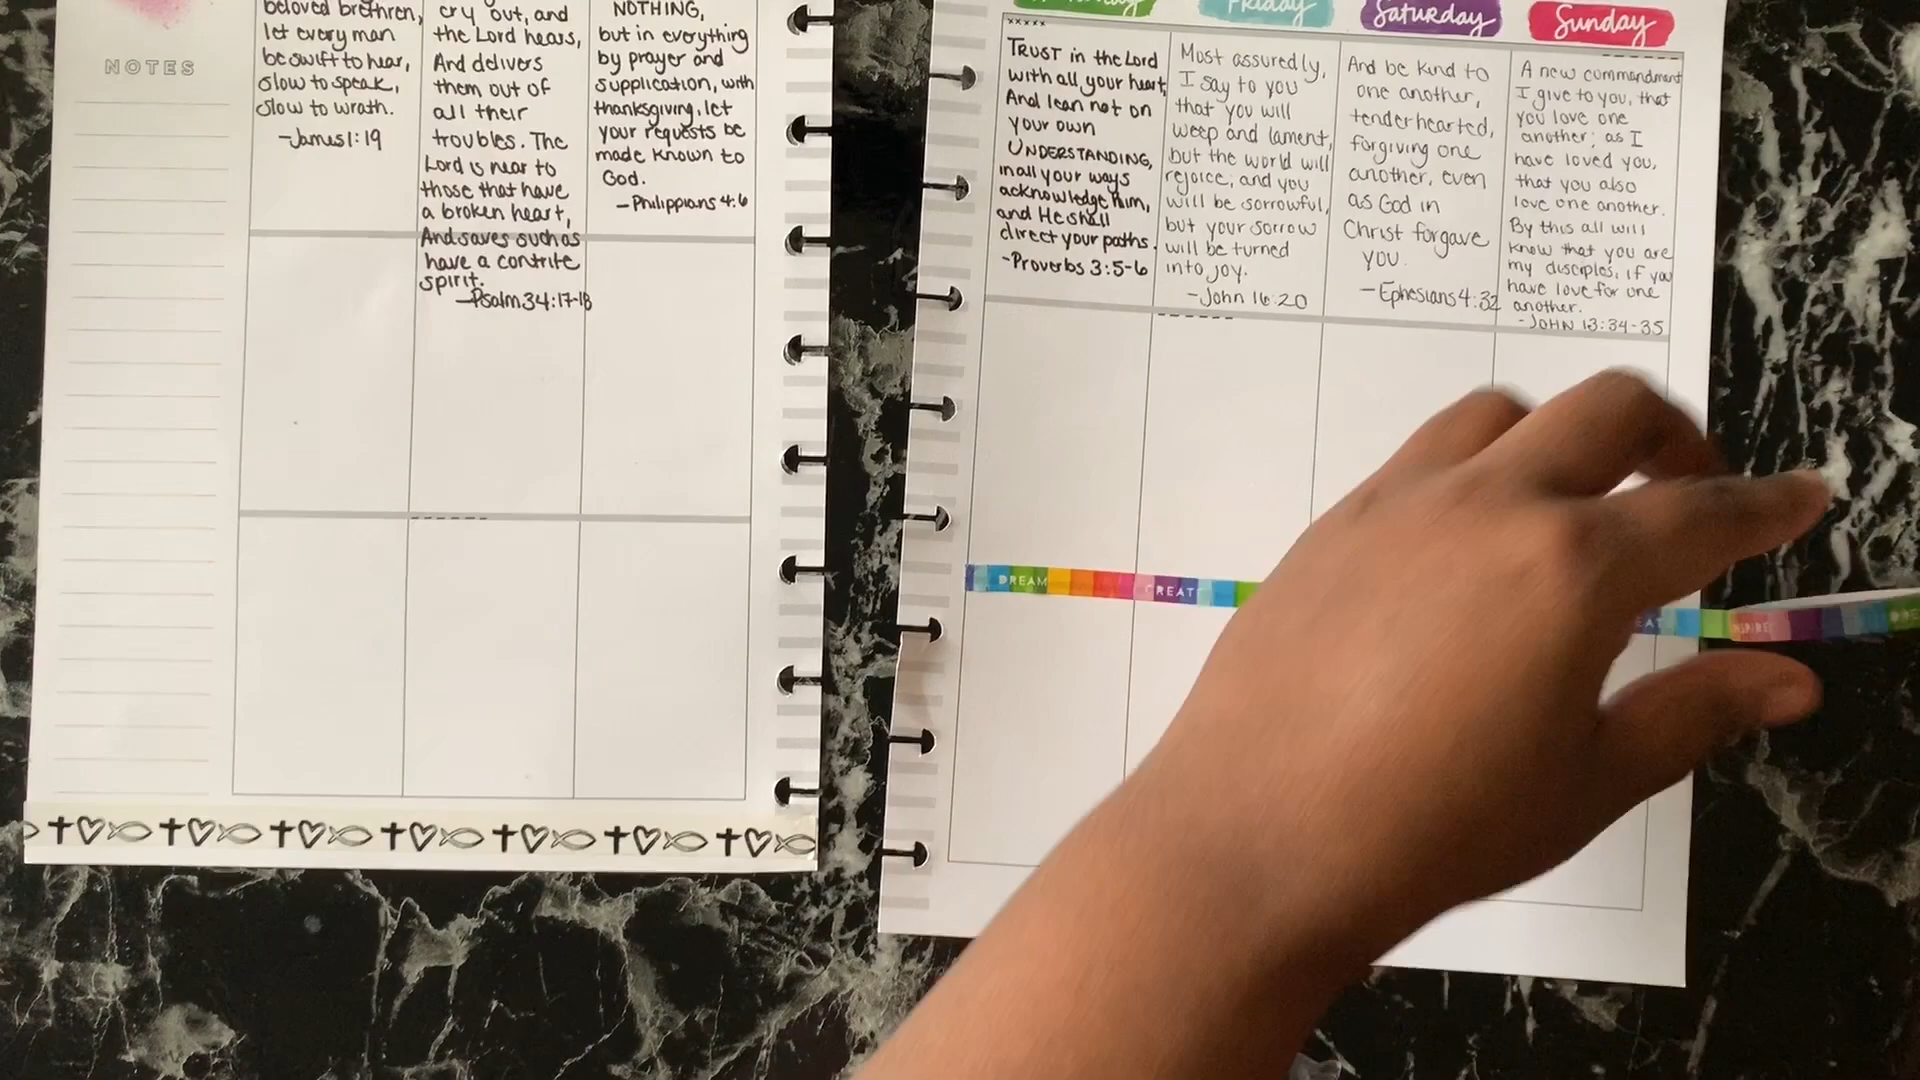 NOTES
beloved brethren,
let every man
be swift to hear,
slow to speak,
slow to wrath.
-James 1:19
cry out, and
the Lord hears,
And delivers
them out of
all their
troubles. The
Lord is near to
those that have
a broken heart,
And saves such as
have a contrite
spirit.
-Psalm 34:17-18
NOTHING,
but in everything
by prayer and
supplication, with
thanksgiving, let
your requests be
made known to
God.
-Philippians 4:6
Friday
Saturday
Sunday
xxxxx
TRUST in the Lord
with all your heart,
And lean not on
your own
UNDERSTANDING,
in all your ways
acknowledge Him,
and He shall
direct your paths.
-Proverbs 3:5-6
Most assuredly,
I say to you
that you will
weep and lament,
but the world will
rejoice, and you
will be sorrowful,
but your sorrow
will be turned
into joy.
-John 16:20
And be kind to
one another,
tenderhearted,
forgiving one
another, even
as God in
Christ forgave
you.
-Ephesians 4:32
A new commandment
I give to you, that
you love one
another; as I
have loved you,
that you also
love one another.
By this all will
know that you are
my disciples, if you
have love for one
another.
-JOHN 13:34-35
DREAM
CREAT
EAT
INSPIRE
DRE